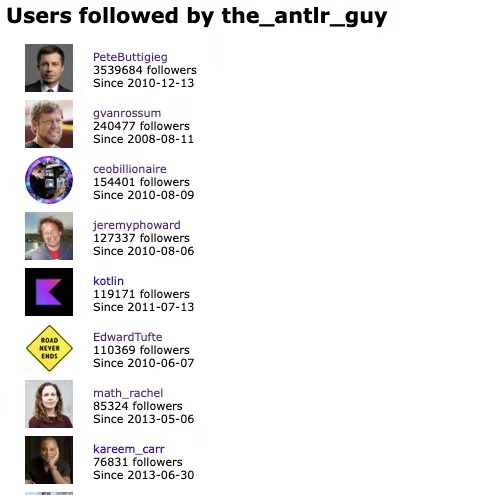 Users followed by the_antlr_guy
PeteButtigieg
3539684 followers
Since 2010-12-13
gvanrossum
240477 followers
Since 2008-08-11
ceobillionaire
154401 followers
Since 2010-08-09
jeremyphoward
127337 followers
Since 2010-08-06
kotlin
119171 followers
Since 2011-07-13
ROAD
NEVER
ENDS
EdwardTufte
110369 followers
Since 2010-06-07
math_rachel
85324 followers
Since 2013-05-06
kareem_carr
76831 followers
Since 2013-06-30